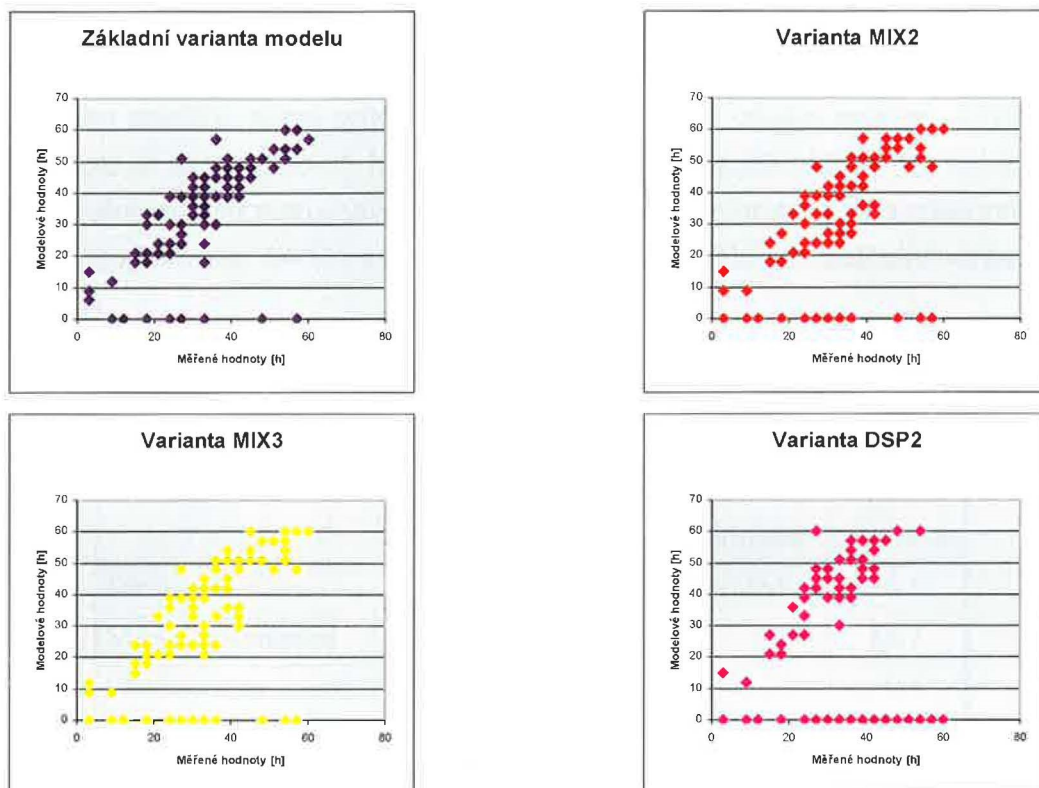 Základní varianta modelu
70
60
50
40
30
20
10
0
Modelové hodnoty [h]
0 20 40 60 80
Měřené hodnoty [h]
Varianta MIX2
70
60
50
40
30
20
10
0
Modelové hodnoty [h]
0 20 40 60 80
Měřené hodnoty [h]
Varianta MIX3
70
60
50
40
30
20
10
0
Modelové hodnoty [h]
0 20 40 60 80
Měřené hodnoty [h]
Varianta DSP2
70
60
50
40
30
20
10
0
Modelové hodnoty [h]
0 20 40 60 80
Měřené hodnoty [h]